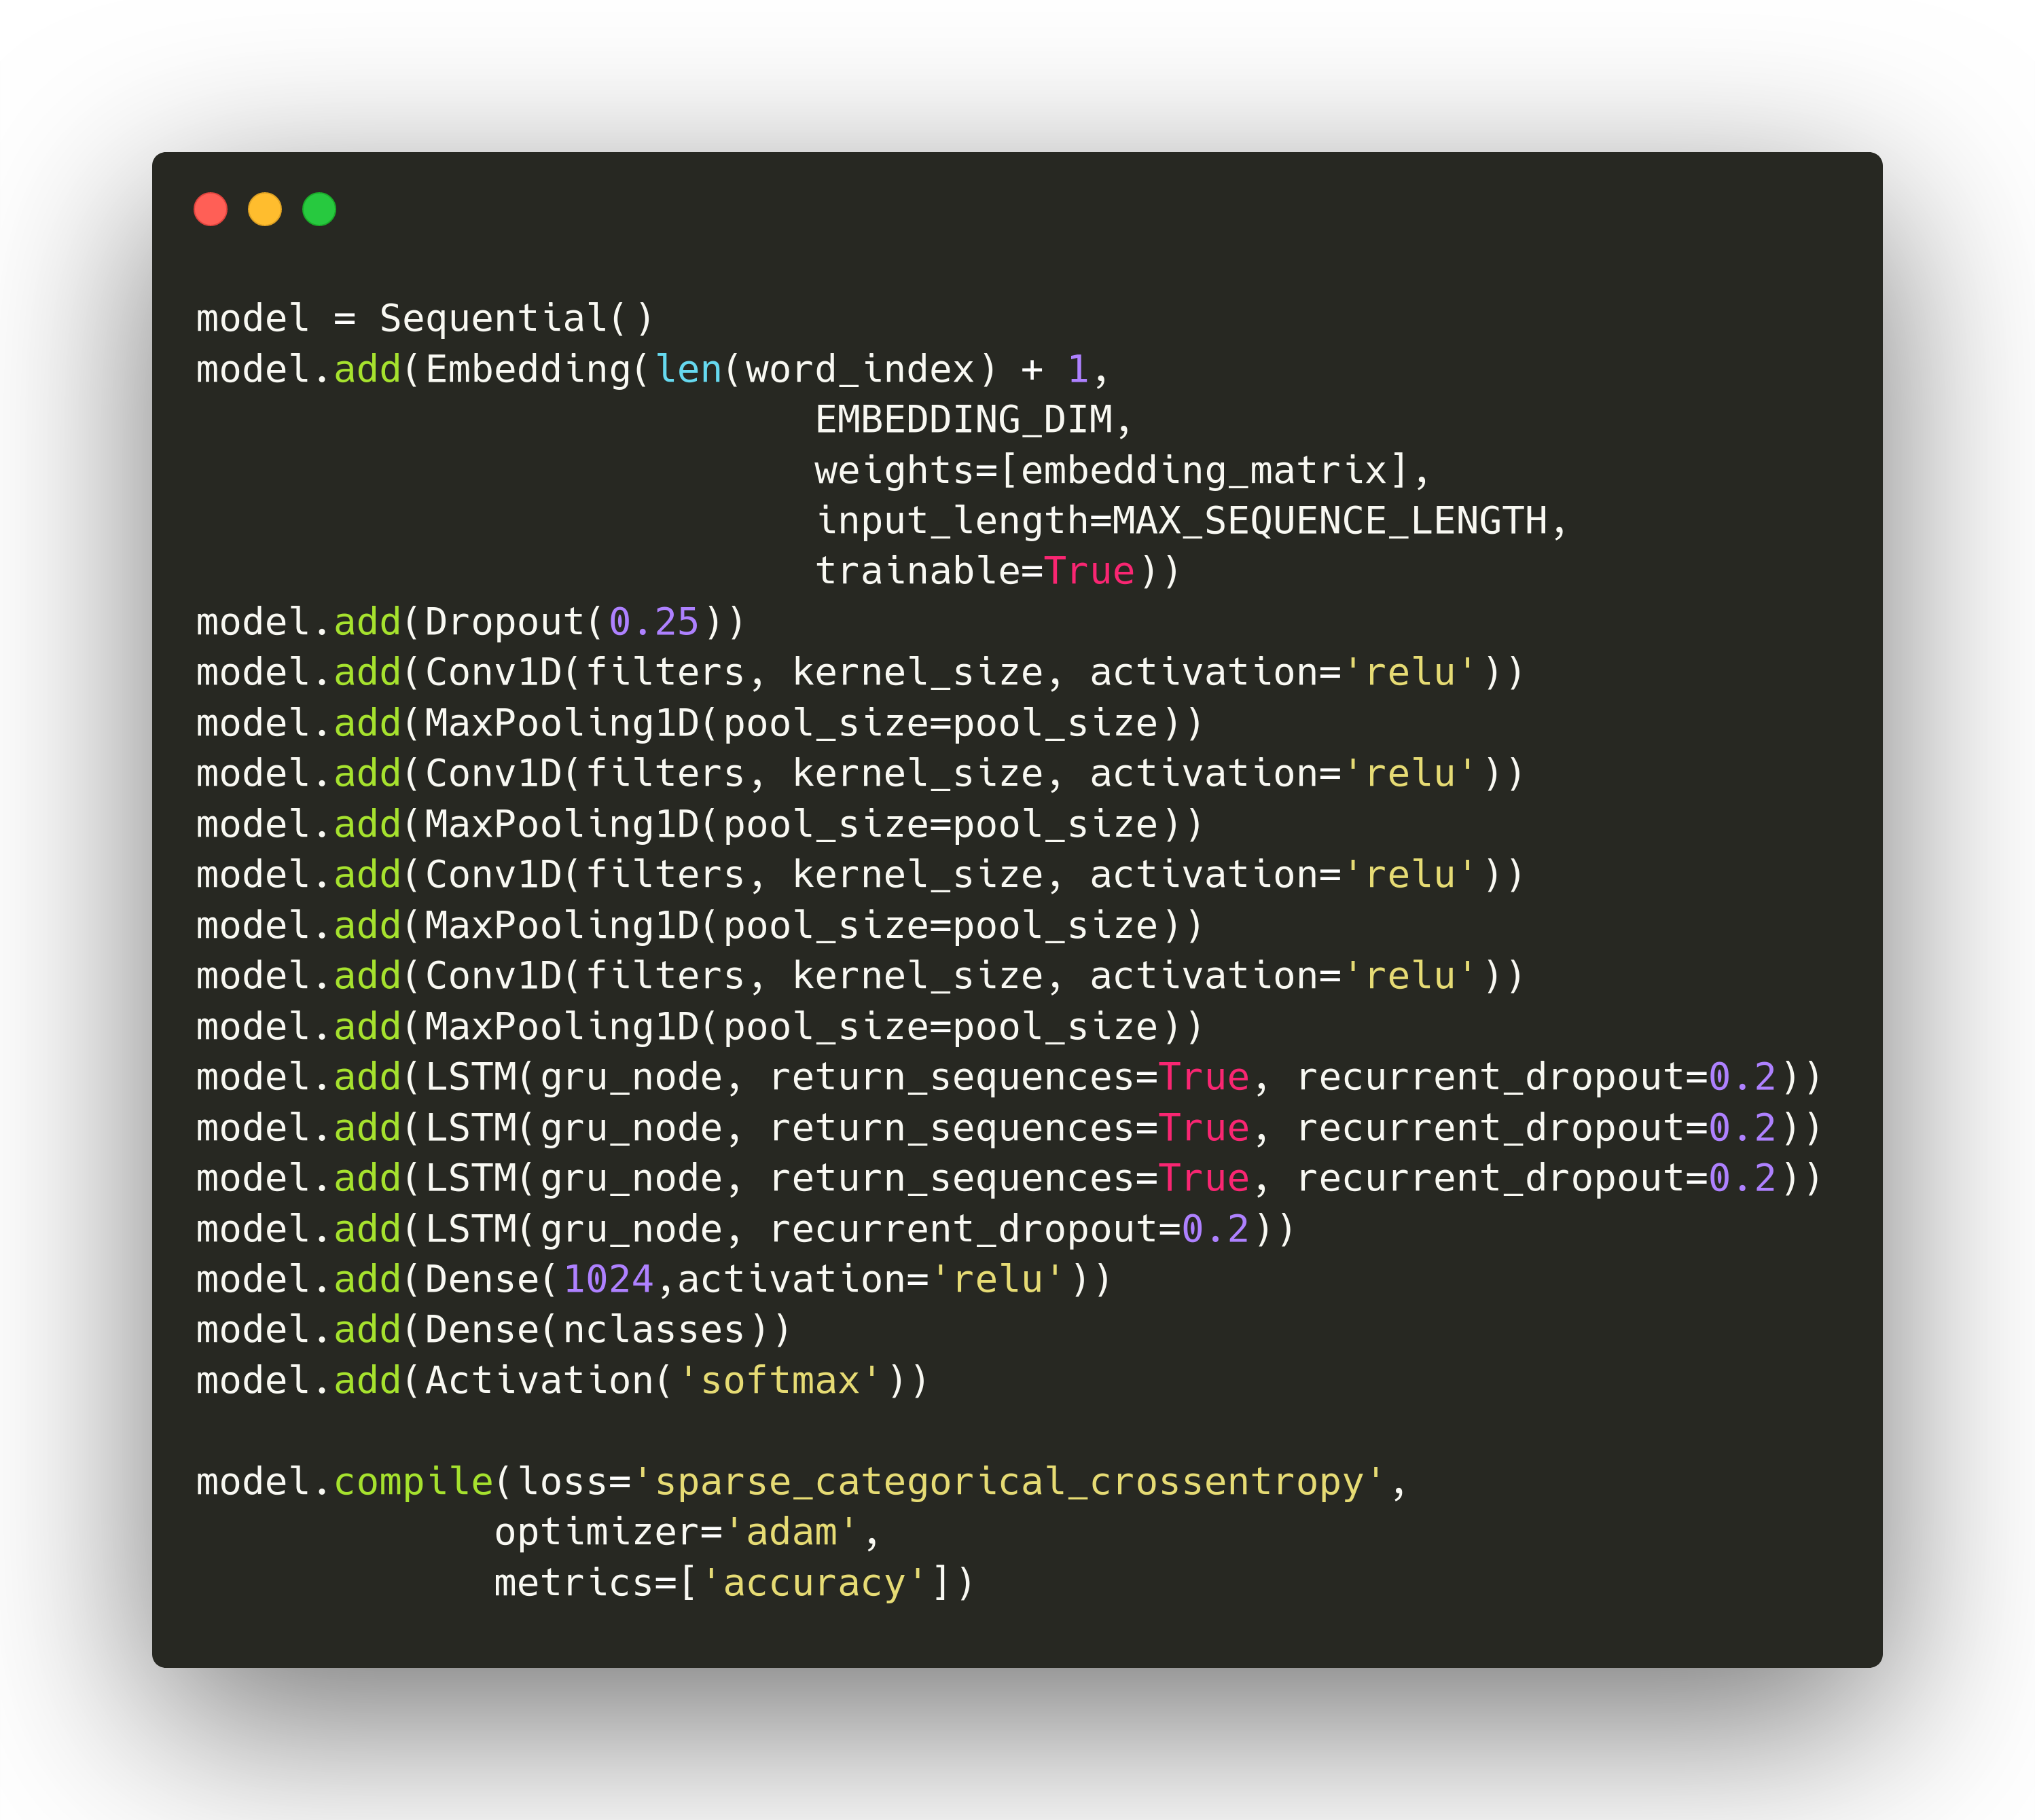 model = Sequential()
model.add(Embedding(len(word_index) + 1,
                           EMBEDDING_DIM,
                           weights=[embedding_matrix],
                           input_length=MAX_SEQUENCE_LENGTH,
                           trainable=True))
model.add(Dropout(0.25))
model.add(Conv1D(filters, kernel_size, activation='relu'))
model.add(MaxPooling1D(pool_size=pool_size))
model.add(Conv1D(filters, kernel_size, activation='relu'))
model.add(MaxPooling1D(pool_size=pool_size))
model.add(Conv1D(filters, kernel_size, activation='relu'))
model.add(MaxPooling1D(pool_size=pool_size))
model.add(Conv1D(filters, kernel_size, activation='relu'))
model.add(MaxPooling1D(pool_size=pool_size))
model.add(LSTM(gru_node, return_sequences=True, recurrent_dropout=0.2))
model.add(LSTM(gru_node, return_sequences=True, recurrent_dropout=0.2))
model.add(LSTM(gru_node, return_sequences=True, recurrent_dropout=0.2))
model.add(LSTM(gru_node, recurrent_dropout=0.2))
model.add(Dense(1024,activation='relu'))
model.add(Dense(nclasses))
model.add(Activation('softmax'))

model.compile(loss='sparse_categorical_crossentropy',
             optimizer='adam',
             metrics=['accuracy'])